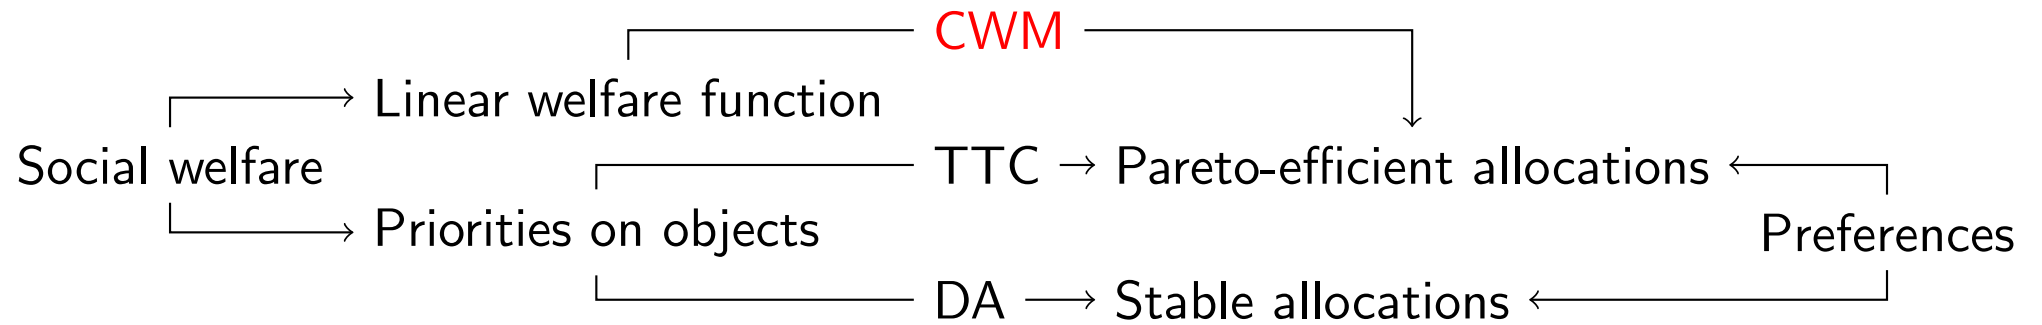 CWM
Linear welfare function
Social welfare
TTC
Pareto-efficient allocations
Priorities on objects
Preferences
DA
Stable allocations